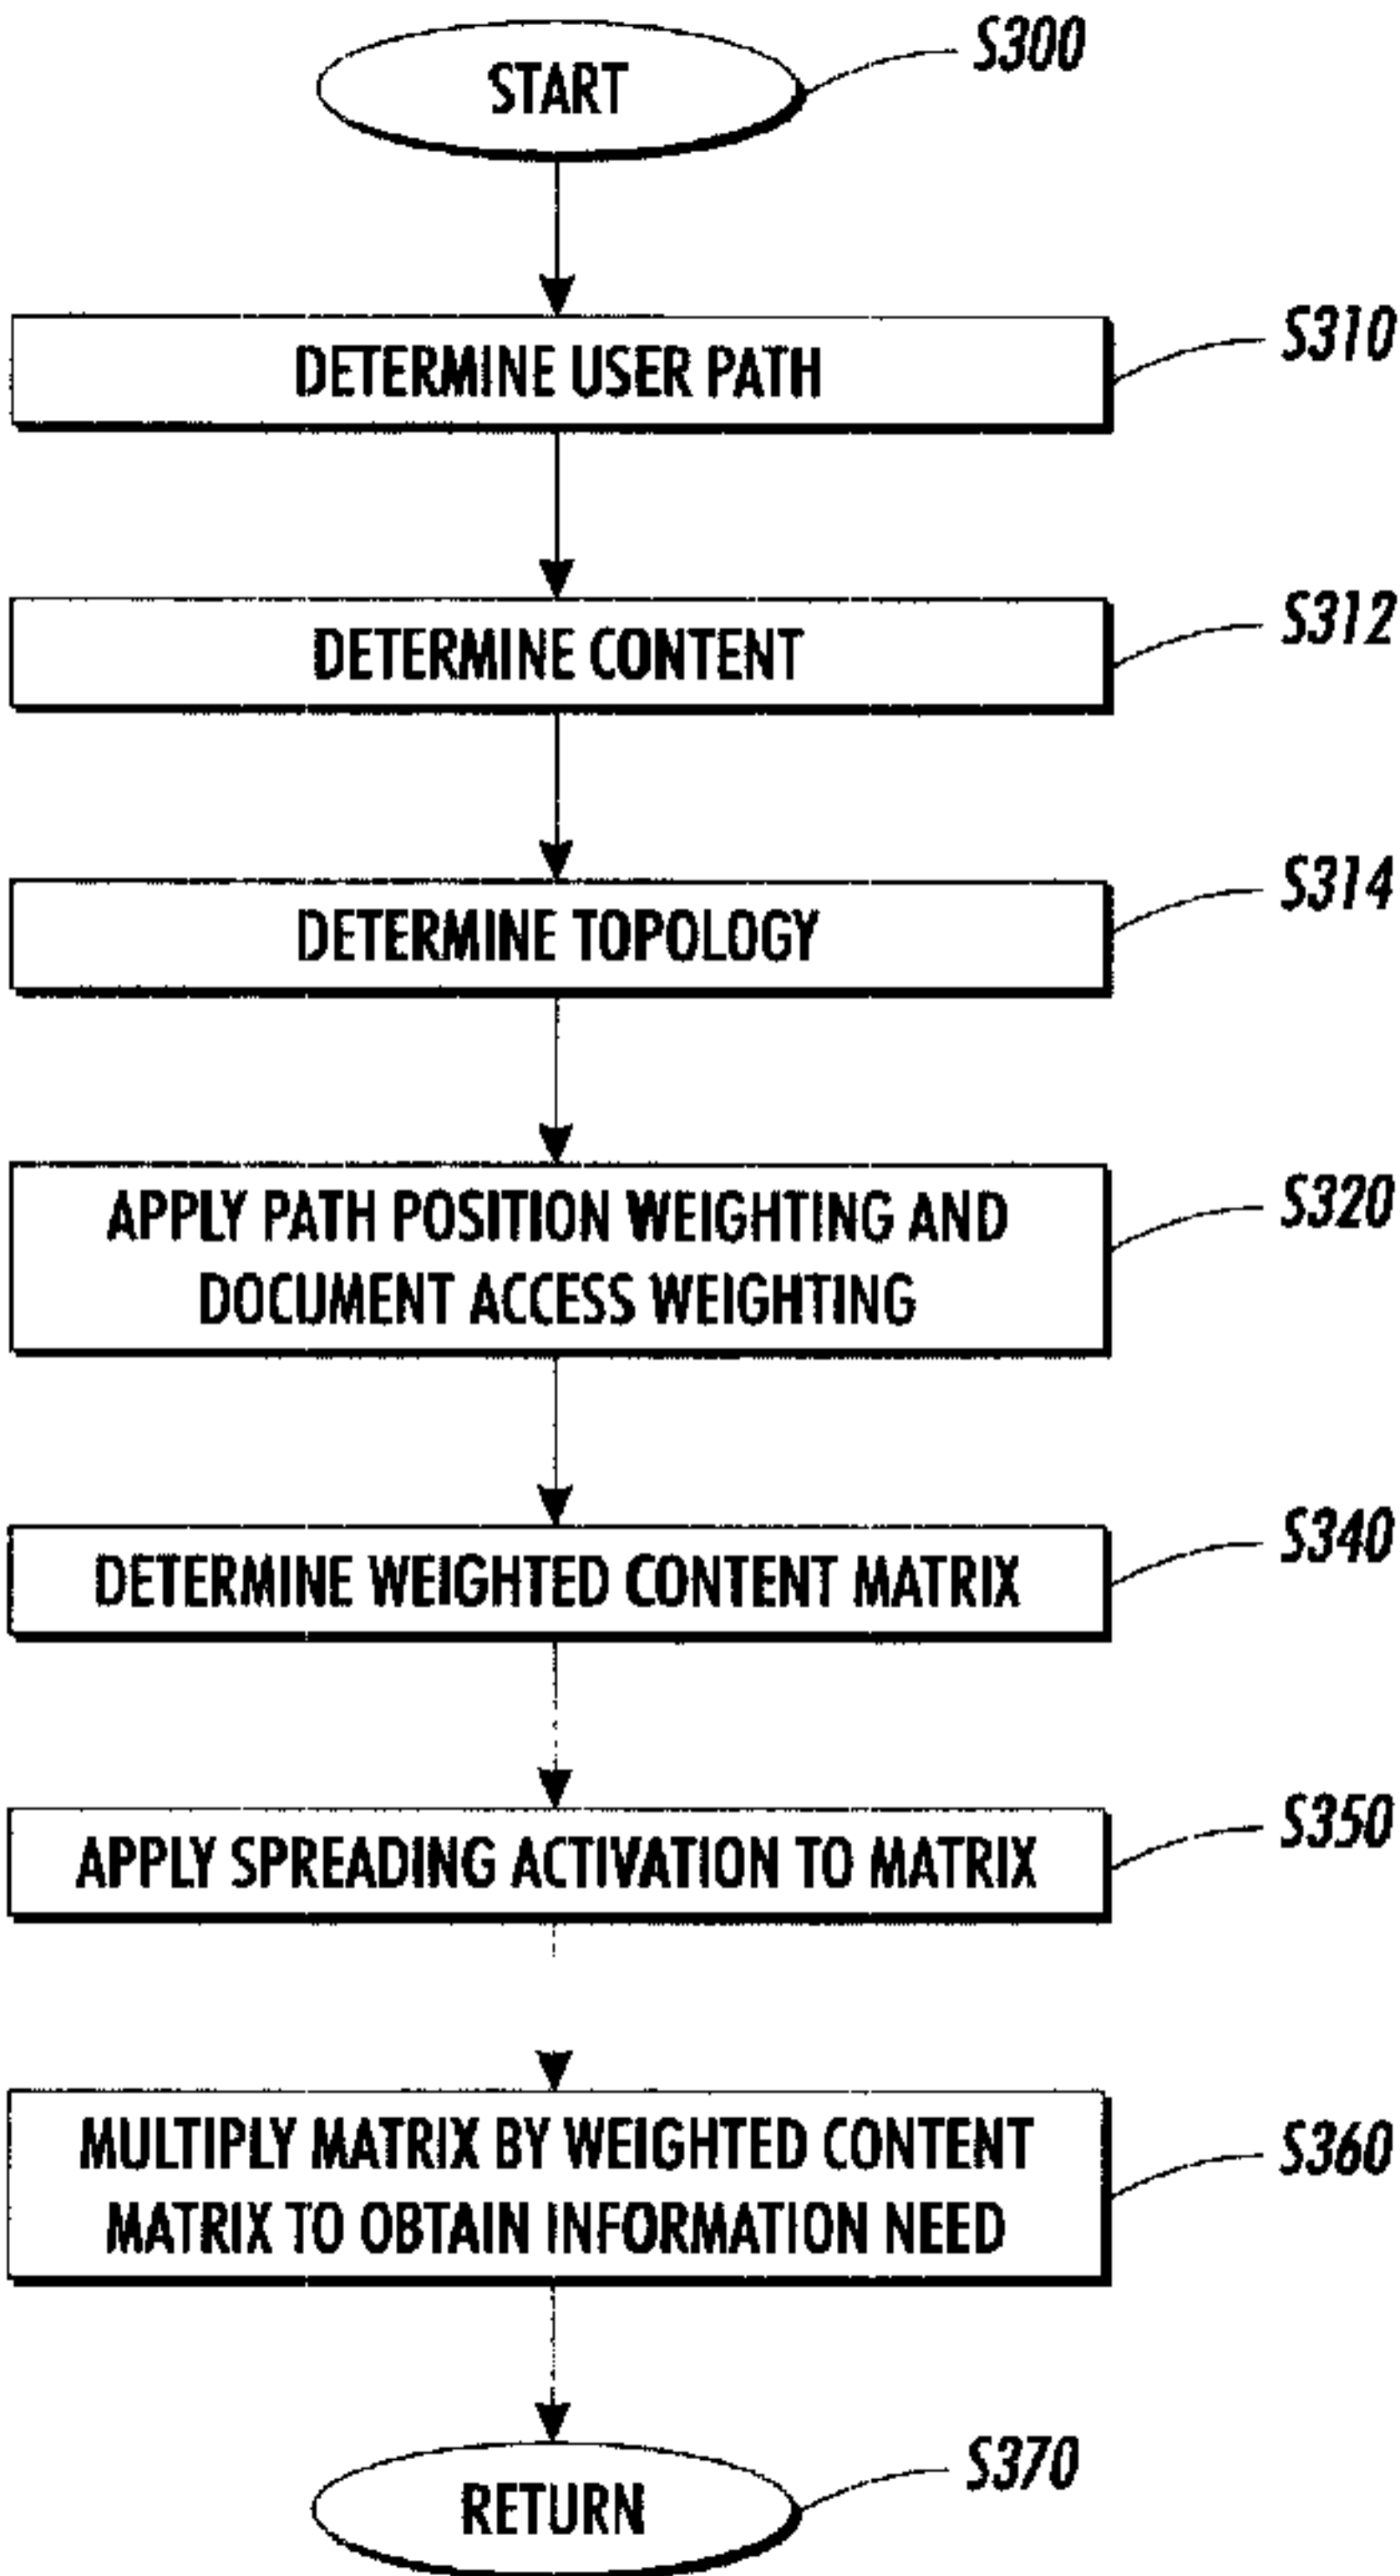 START
S300
DETERMINE USER PATH
S310
DETERMINE CONTENT
S312
DETERMINE TOPOLOGY
S314
APPLY PATH POSITION WEIGHTING AND
DOCUMENT ACCESS WEIGHTING
S320
DETERMINE WEIGHTED CONTENT MATRIX
S340
APPLY SPREADING ACTIVATION TO MATRIX
S350
MULTIPLY MATRIX BY WEIGHTED CONTENT
MATRIX TO OBTAIN INFORMATION NEED
S360
RETURN
S370